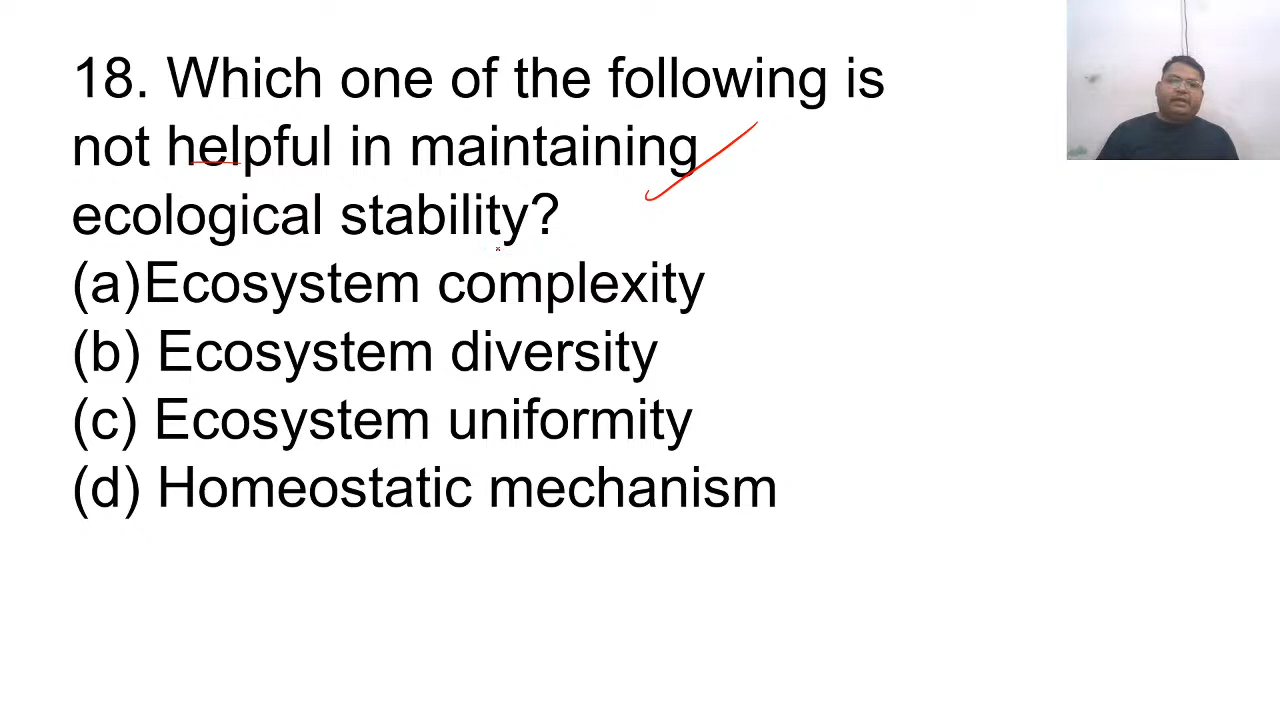 18. Which one of the following is
not helpful in maintaining
ecological stability?
(a)Ecosystem complexity
(b) Ecosystem diversity
(c) Ecosystem uniformity
(d) Homeostatic mechanism